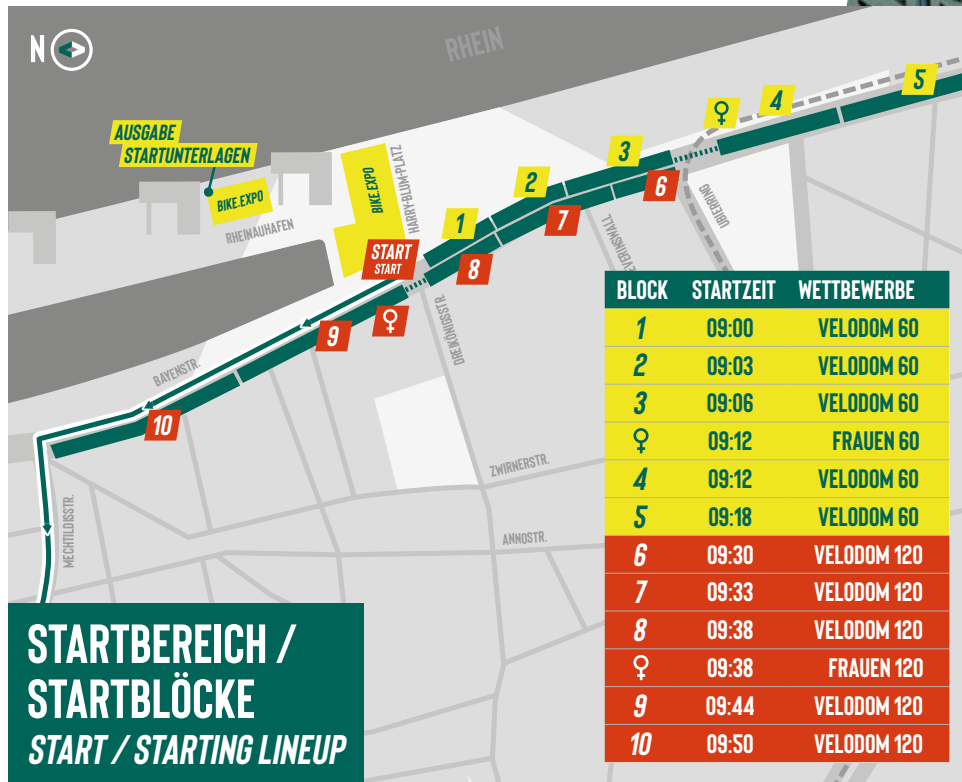 N
RHEIN
AUSGABE
STARTUNTERLAGEN
BIKE.EXPO
RHEINAUHAFEN
BIKE.EXPO
HARRY-BLUM-PLATZ
START
START
1
2
3
♀
4
5
6
7
8
♀
9
10
UBIERRING
EVERINSWALL
DREIKÖNIGSSTR.
BAYENSTR.
MECHTILDISSTR.
ZWIRNERSTR.
ANNOSTR.
BLOCK STARTZEIT WETTBEWERBE
1 09:00 VELODOM 60
2 09:03 VELODOM 60
3 09:06 VELODOM 60
♀ 09:12 FRAUEN 60
4 09:12 VELODOM 60
5 09:18 VELODOM 60
6 09:30 VELODOM 120
7 09:33 VELODOM 120
8 09:38 VELODOM 120
♀ 09:38 FRAUEN 120
9 09:44 VELODOM 120
10 09:50 VELODOM 120
STARTBEREICH /
STARTBLÖCKE
START / STARTING LINEUP